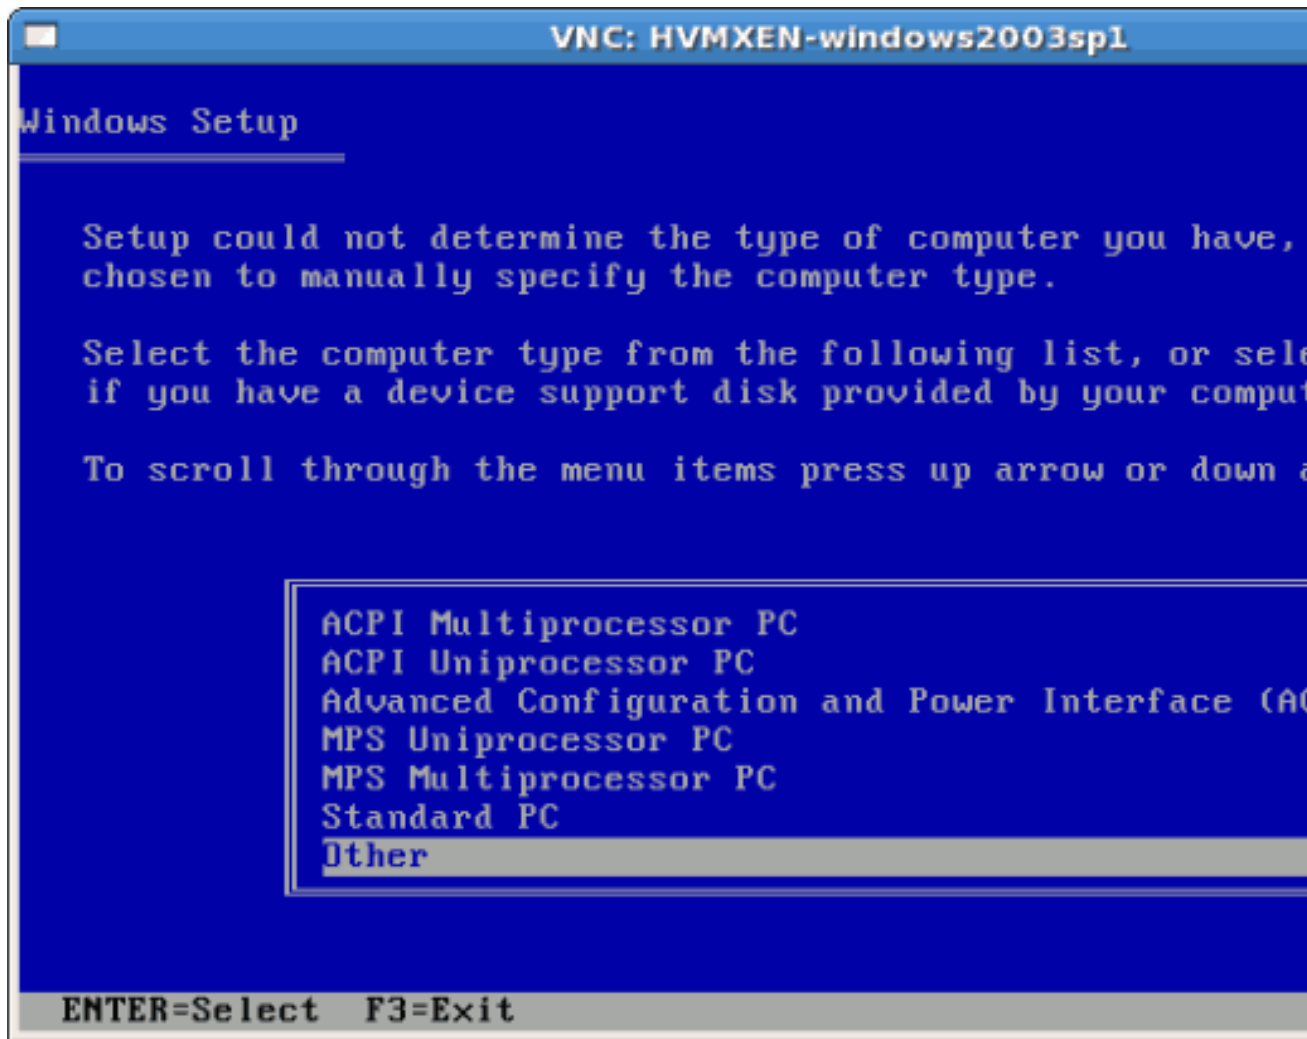 VNC: HVMXEN-windows2003sp1
Windows Setup
Setup could not determine the type of computer you have,
chosen to manually specify the computer type.
Select the computer type from the following list, or
if you have a device support disk provided by your
To scroll through the menu items press up arrow or down
ACPI Multiprocessor PC
ACPI Uniprocessor PC
Advanced Configuration and Power Interface
MPS Uniprocessor PC
MPS Multiprocessor PC
Standard PC
Other
ENTER=Select F3=Exit